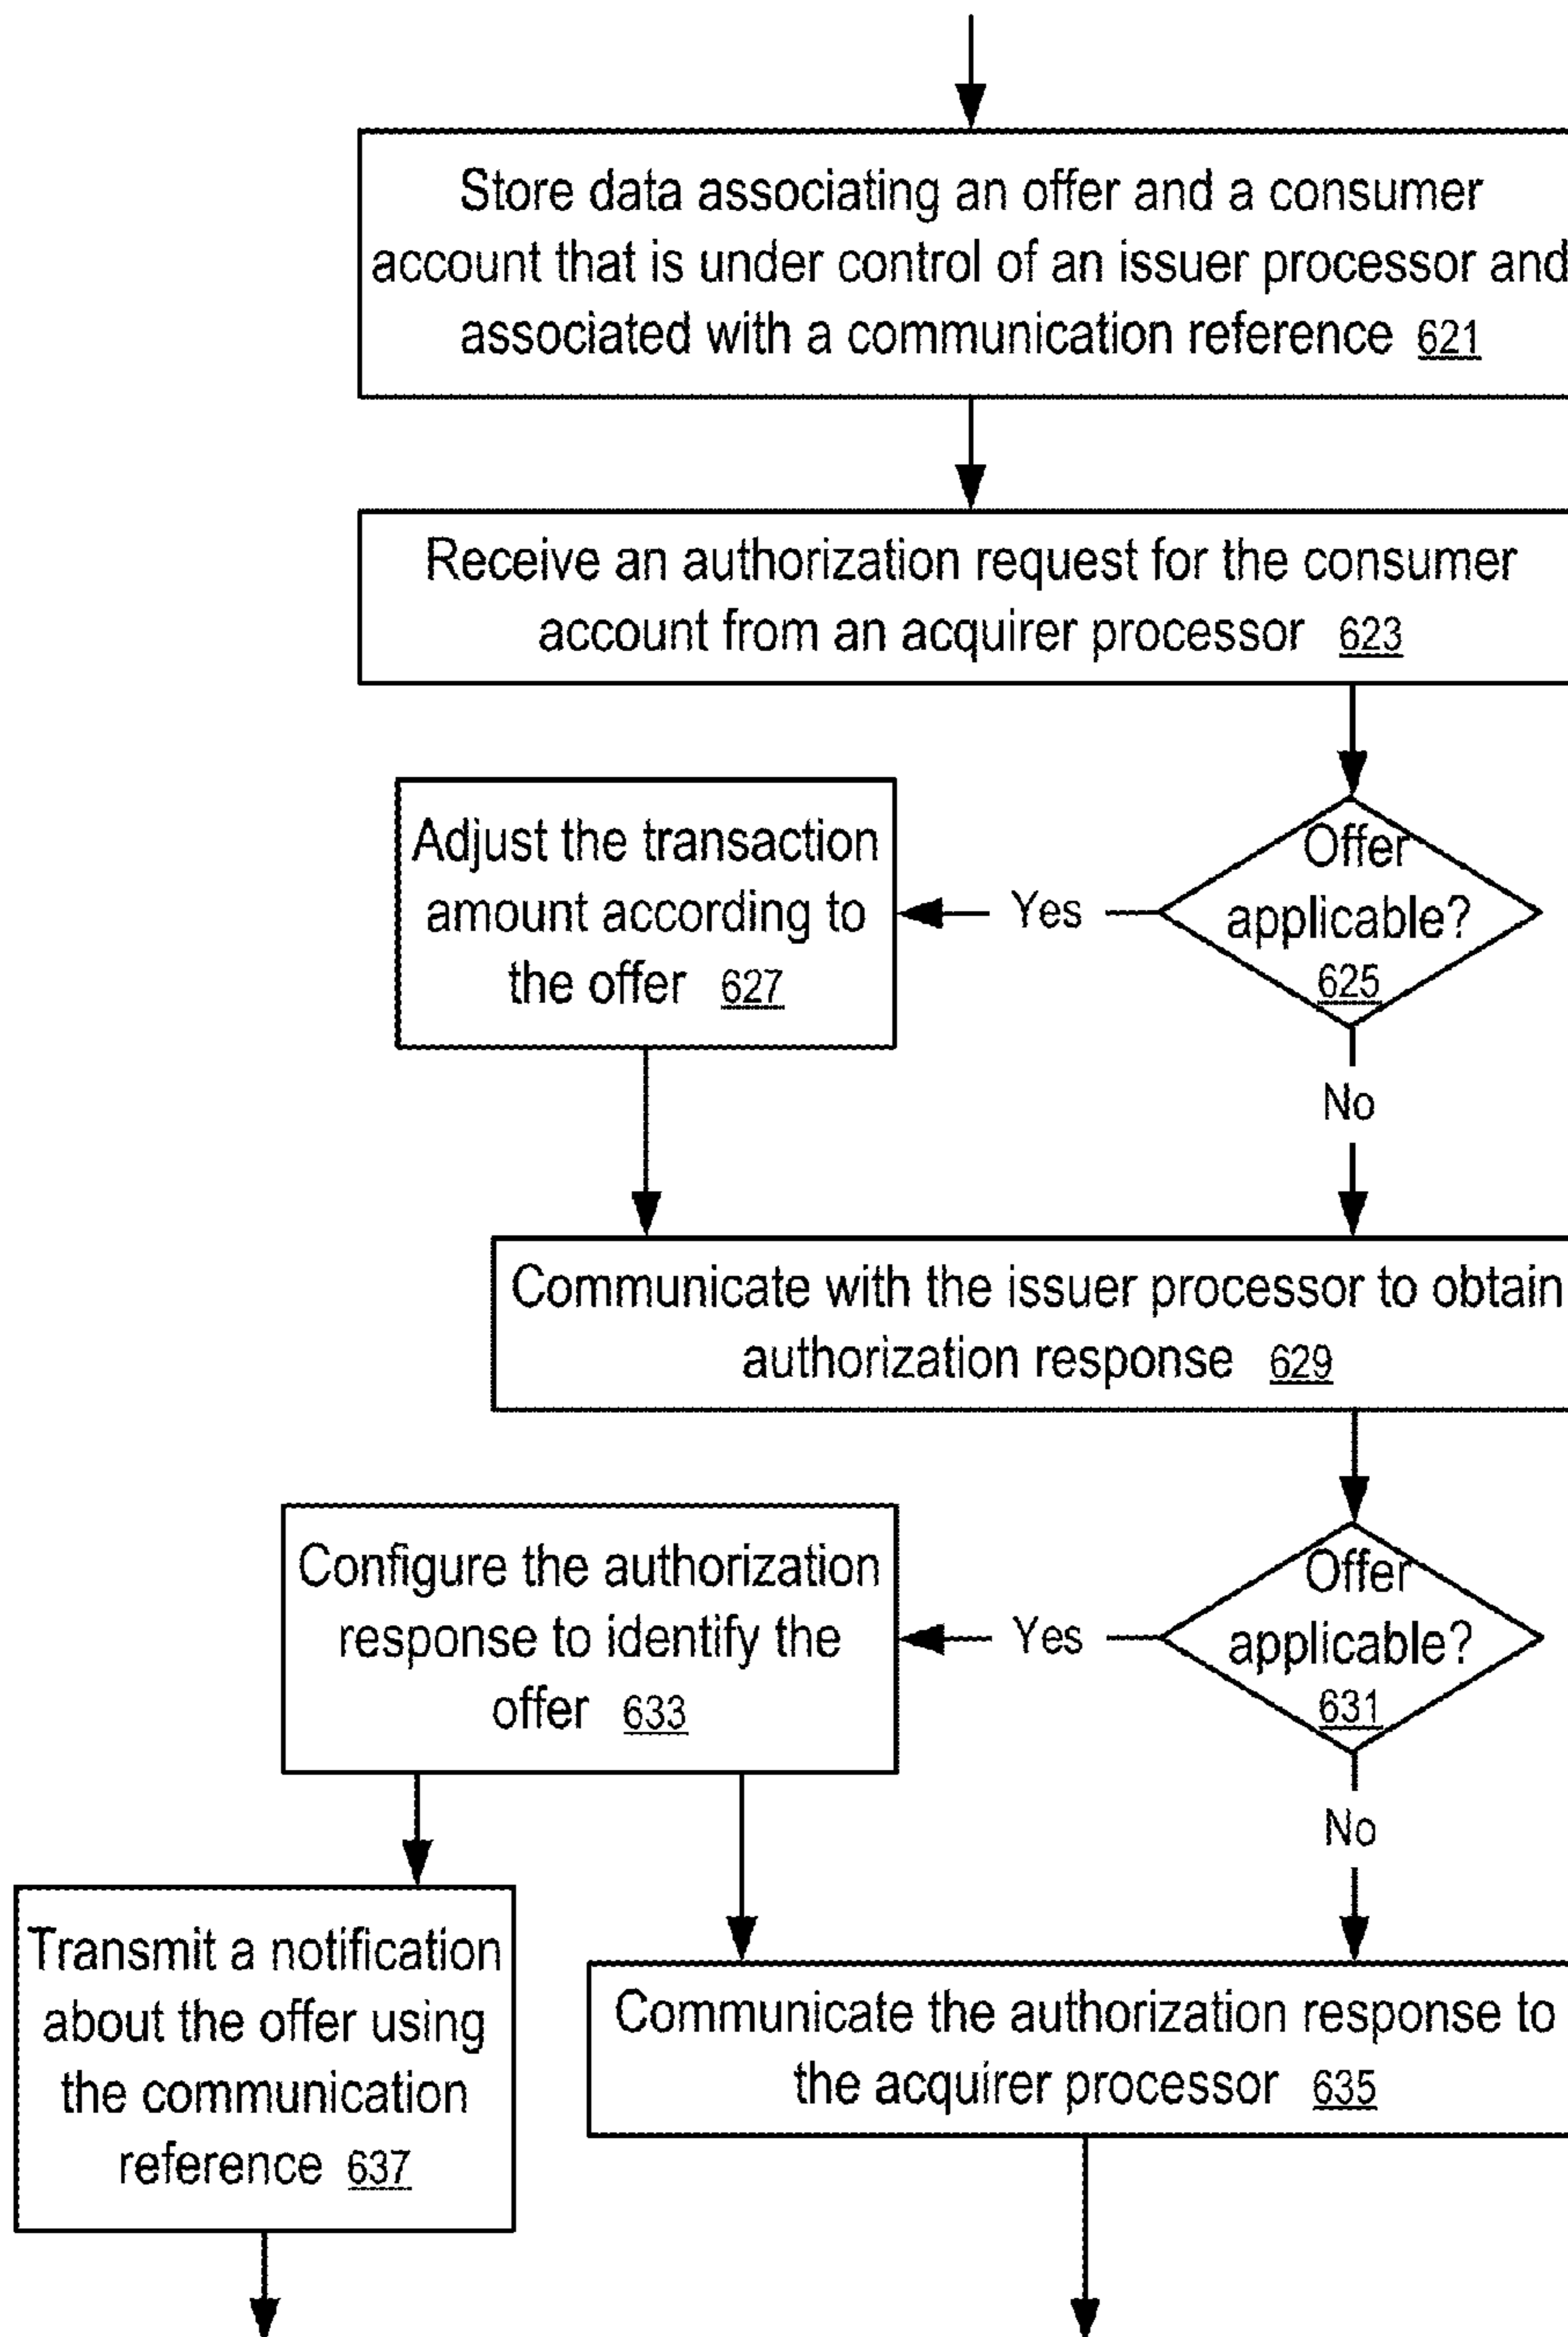 Store data associating an offer and a consumer
account that is under control of an issuer processor and
associated with a communication reference 621
Receive an authorization request for the consumer
account from an acquirer processor 623
Adjust the transaction
amount according to
the offer 627
Yes
Offer
applicable?
625
No
Communicate with the issuer processor to obtain
authorization response 629
Configure the authorization
response to identify the
offer 633
Yes
Offer
applicable?
631
No
Transmit a notification
about the offer using
the communication
reference 637
Communicate the authorization response to
the acquirer processor 635